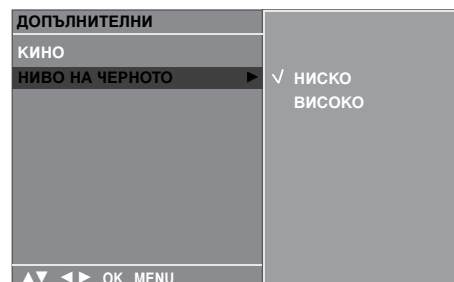 ДОПЪЛНИТЕЛНИ
КИНО
НИВО НА ЧЕРНОТО ▶
√ НИСКО
ВИСОКО
▲▼ ◀▶ OK MENU